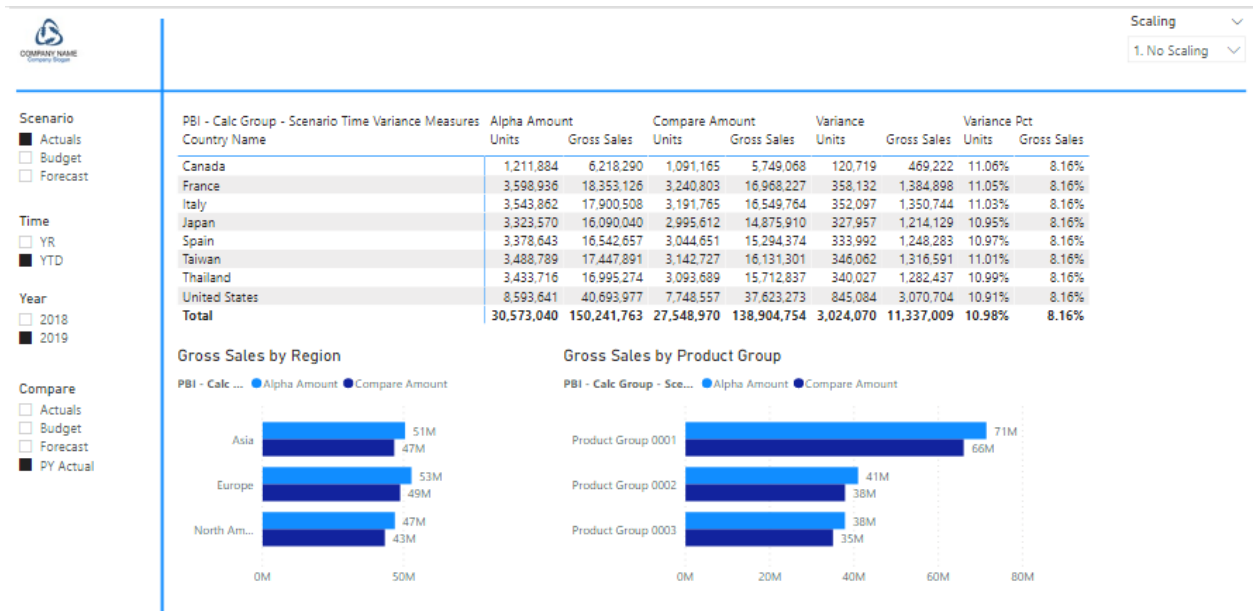 COMPANY NAME
Company Slogan
Scaling
1. No Scaling
Scenario
Actuals
Budget
Forecast
Time
YR
YTD
Year
2018
2019
Compare
Actuals
Budget
Forecast
PY Actual
PBI - Calc Group - Scenario Time Variance Measures Alpha Amount Compare Amount Variance Variance Pct
Country Name Units Gross Sales Units Gross Sales Units Gross Sales Units Gross Sales
Canada 1,211,884 6,218,290 1,091,165 5,749,068 120,719 469,222 11.06% 8.16%
France 3,598,936 18,353,126 3,240,803 16,968,227 358,132 1,384,898 11.05% 8.16%
Italy 3,543,862 17,900,508 3,191,765 16,549,764 352,097 1,350,744 11.03% 8.16%
Japan 3,323,570 16,090,040 2,995,612 14,875,910 327,957 1,214,129 10.95% 8.16%
Spain 3,378,643 16,542,657 3,044,651 15,294,374 333,992 1,248,283 10.97% 8.16%
Taiwan 3,488,789 17,447,891 3,142,727 16,131,301 346,062 1,316,591 11.01% 8.16%
Thailand 3,433,716 16,995,274 3,093,689 15,712,837 340,027 1,282,437 10.99% 8.16%
United States 8,593,641 40,693,977 7,748,557 37,623,273 845,084 3,070,704 10.91% 8.16%
Total 30,573,040 150,241,763 27,548,970 138,904,754 3,024,070 11,337,009 10.98% 8.16%
Gross Sales by Region
PBI - Calc ... Alpha Amount Compare Amount
Asia 51M
47M
Europe 53M
49M
North Am... 47M
43M
0M 50M
Gross Sales by Product Group
PBI - Calc Group - Sce... Alpha Amount Compare Amount
Product Group 0001 71M
66M
Product Group 0002 41M
38M
Product Group 0003 38M
35M
0M 20M 40M 60M 80M